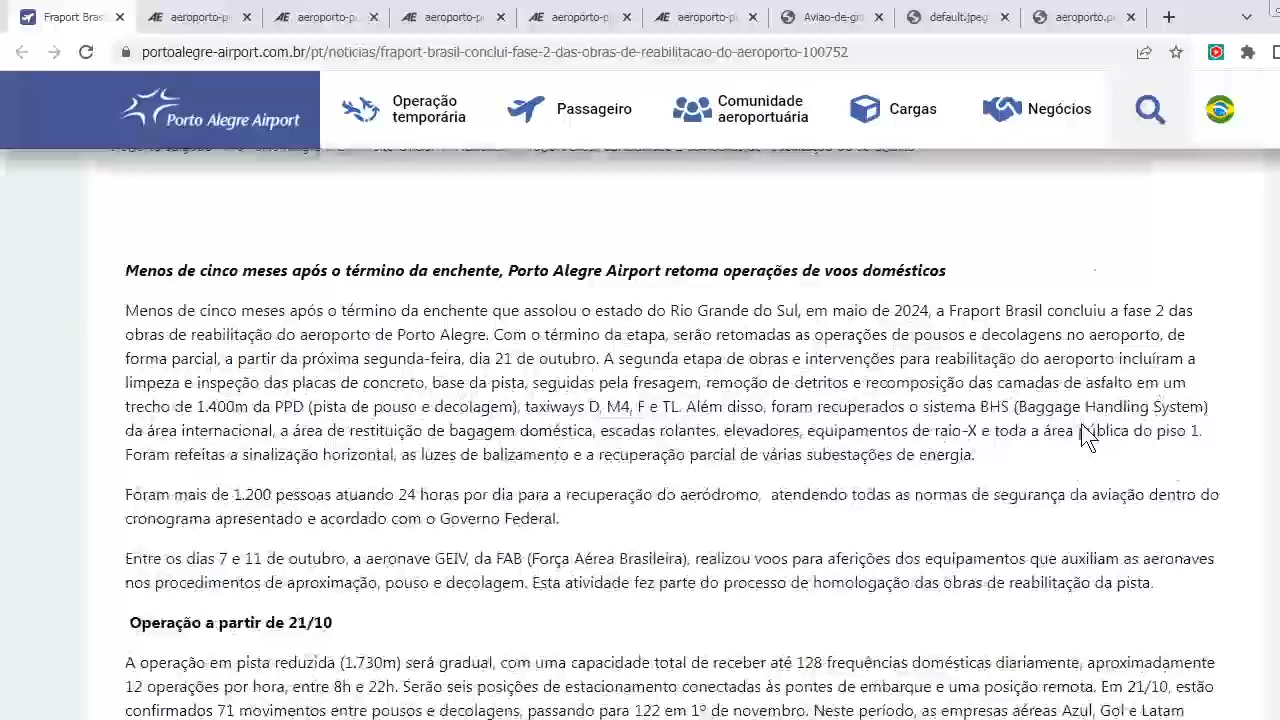 Fraport Bras
aeroporto-p
aeroporto-p
aeroporto-p
aeroporto-p
aeroporto-p
Aviao-de-gr
default.jpeg
aeroporto.p
portoalegre-airport.com.br/pt/noticias/fraport-brasil-conclui-fase-2-das-obras-de-reabilitacao-do-aeroporto-100752
Porto Alegre Airport
Operação
temporária
Passageiro
Comunidade
aeroportuária
Cargas
Negócios
Menos de cinco meses após o término da enchente, Porto Alegre Airport retoma operações de voos domésticos
Menos de cinco meses após o término da enchente que assolou o estado do Rio Grande do Sul, em maio de 2024, a Fraport Brasil concluiu a fase 2 das
obras de reabilitação do aeroporto de Porto Alegre. Com o término da etapa, serão retomadas as operações de pousos e decolagens no aeroporto, de
forma parcial, a partir da próxima segunda-feira, dia 21 de outubro. A segunda etapa de obras e intervenções para reabilitação do aeroporto incluíram a
limpeza e inspeção das placas de concreto, base da pista, seguidas pela fresagem, remoção de detritos e recomposição das camadas de asfalto em um
trecho de 1.400m da PPD (pista de pouso e decolagem), taxiways D, M4, F e TL. Além disso, foram recuperados o sistema BHS (Baggage Handling System)
da área internacional, a área de restituição de bagagem doméstica, escadas rolantes, elevadores, equipamentos de raio-X e toda a área pública do piso 1.
Foram refeitas a sinalização horizontal, as luzes de balizamento e a recuperação parcial de várias subestações de energia.
Foram mais de 1.200 pessoas atuando 24 horas por dia para a recuperação do aeródromo, atendendo todas as normas de segurança da aviação dentro do
cronograma apresentado e acordado com o Governo Federal.
Entre os dias 7 e 11 de outubro, a aeronave GEIV, da FAB (Força Aérea Brasileira), realizou voos para aferições dos equipamentos que auxiliam as aeronaves
nos procedimentos de aproximação, pouso e decolagem. Esta atividade fez parte do processo de homologação das obras de reabilitação da pista.
Operação a partir de 21/10
A operação em pista reduzida (1.730m) será gradual, com uma capacidade total de receber até 128 frequências domésticas diariamente, aproximadamente
12 operações por hora, entre 8h e 22h. Serão seis posições de estacionamento conectadas às pontes de embarque e uma posição remota. Em 21/10, estão
confirmados 71 movimentos entre pousos e decolagens, passando para 122 em 1º de novembro. Neste período, as empresas aéreas Azul, Gol e Latam